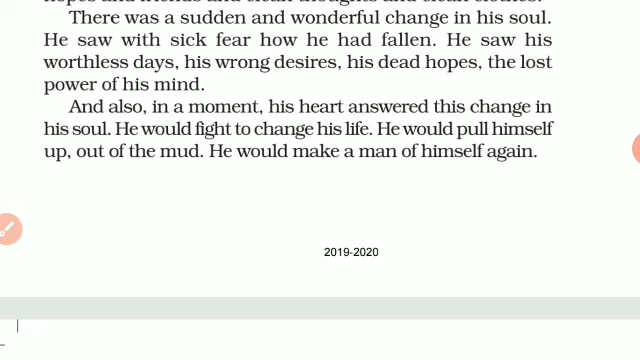 There was a sudden and wonderful change in his soul.
He saw with sick fear how he had fallen. He saw his
worthless days, his wrong desires, his dead hopes, the lost
power of his mind.
And also, in a moment, his heart answered this change in
his soul. He would fight to change his life. He would pull himself
up, out of the mud. He would make a man of himself again.
2019-2020